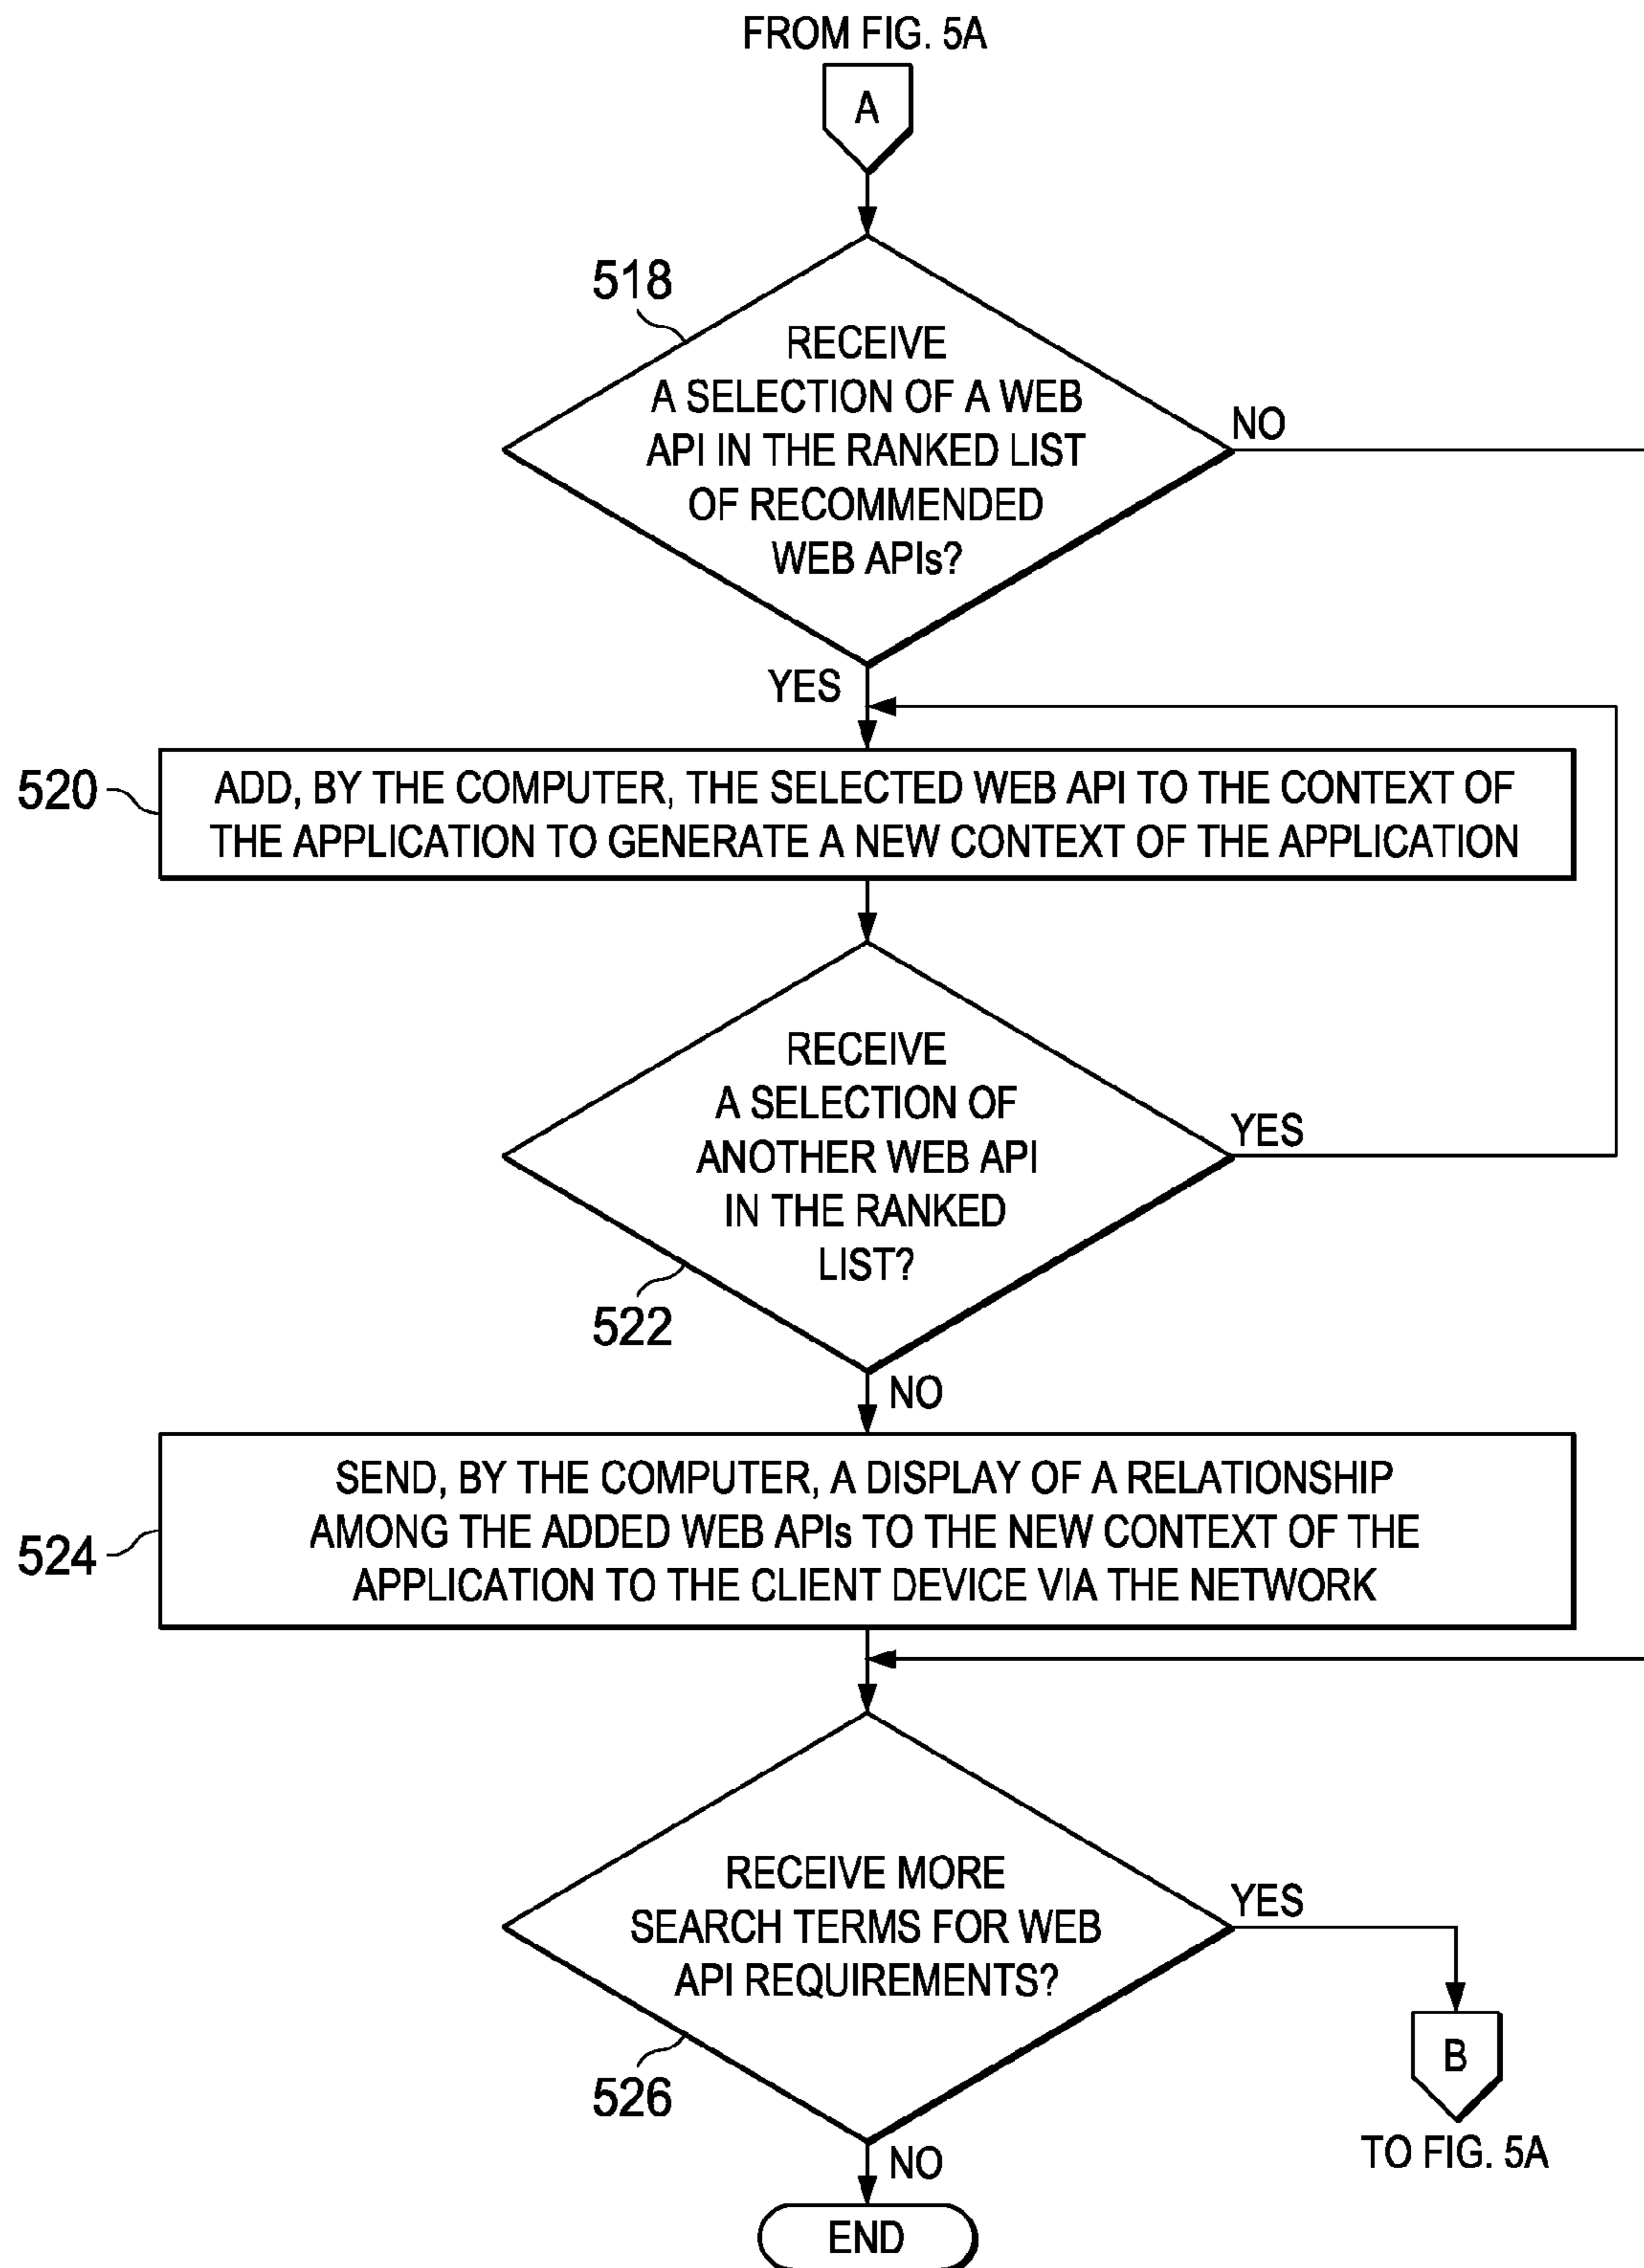 FROM FIG. 5A
A
518
RECEIVE
A SELECTION OF A WEB
API IN THE RANKED LIST
OF RECOMMENDED
WEB APIs?
NO
YES
520
ADD, BY THE COMPUTER, THE SELECTED WEB API TO THE CONTEXT OF
THE APPLICATION TO GENERATE A NEW CONTEXT OF THE APPLICATION
RECEIVE
A SELECTION OF
ANOTHER WEB API
IN THE RANKED
LIST?
YES
522
NO
524
SEND, BY THE COMPUTER, A DISPLAY OF A RELATIONSHIP
AMONG THE ADDED WEB APIs TO THE NEW CONTEXT OF THE
APPLICATION TO THE CLIENT DEVICE VIA THE NETWORK
RECEIVE MORE
SEARCH TERMS FOR WEB
API REQUIREMENTS?
YES
526
B
TO FIG. 5A
NO
END